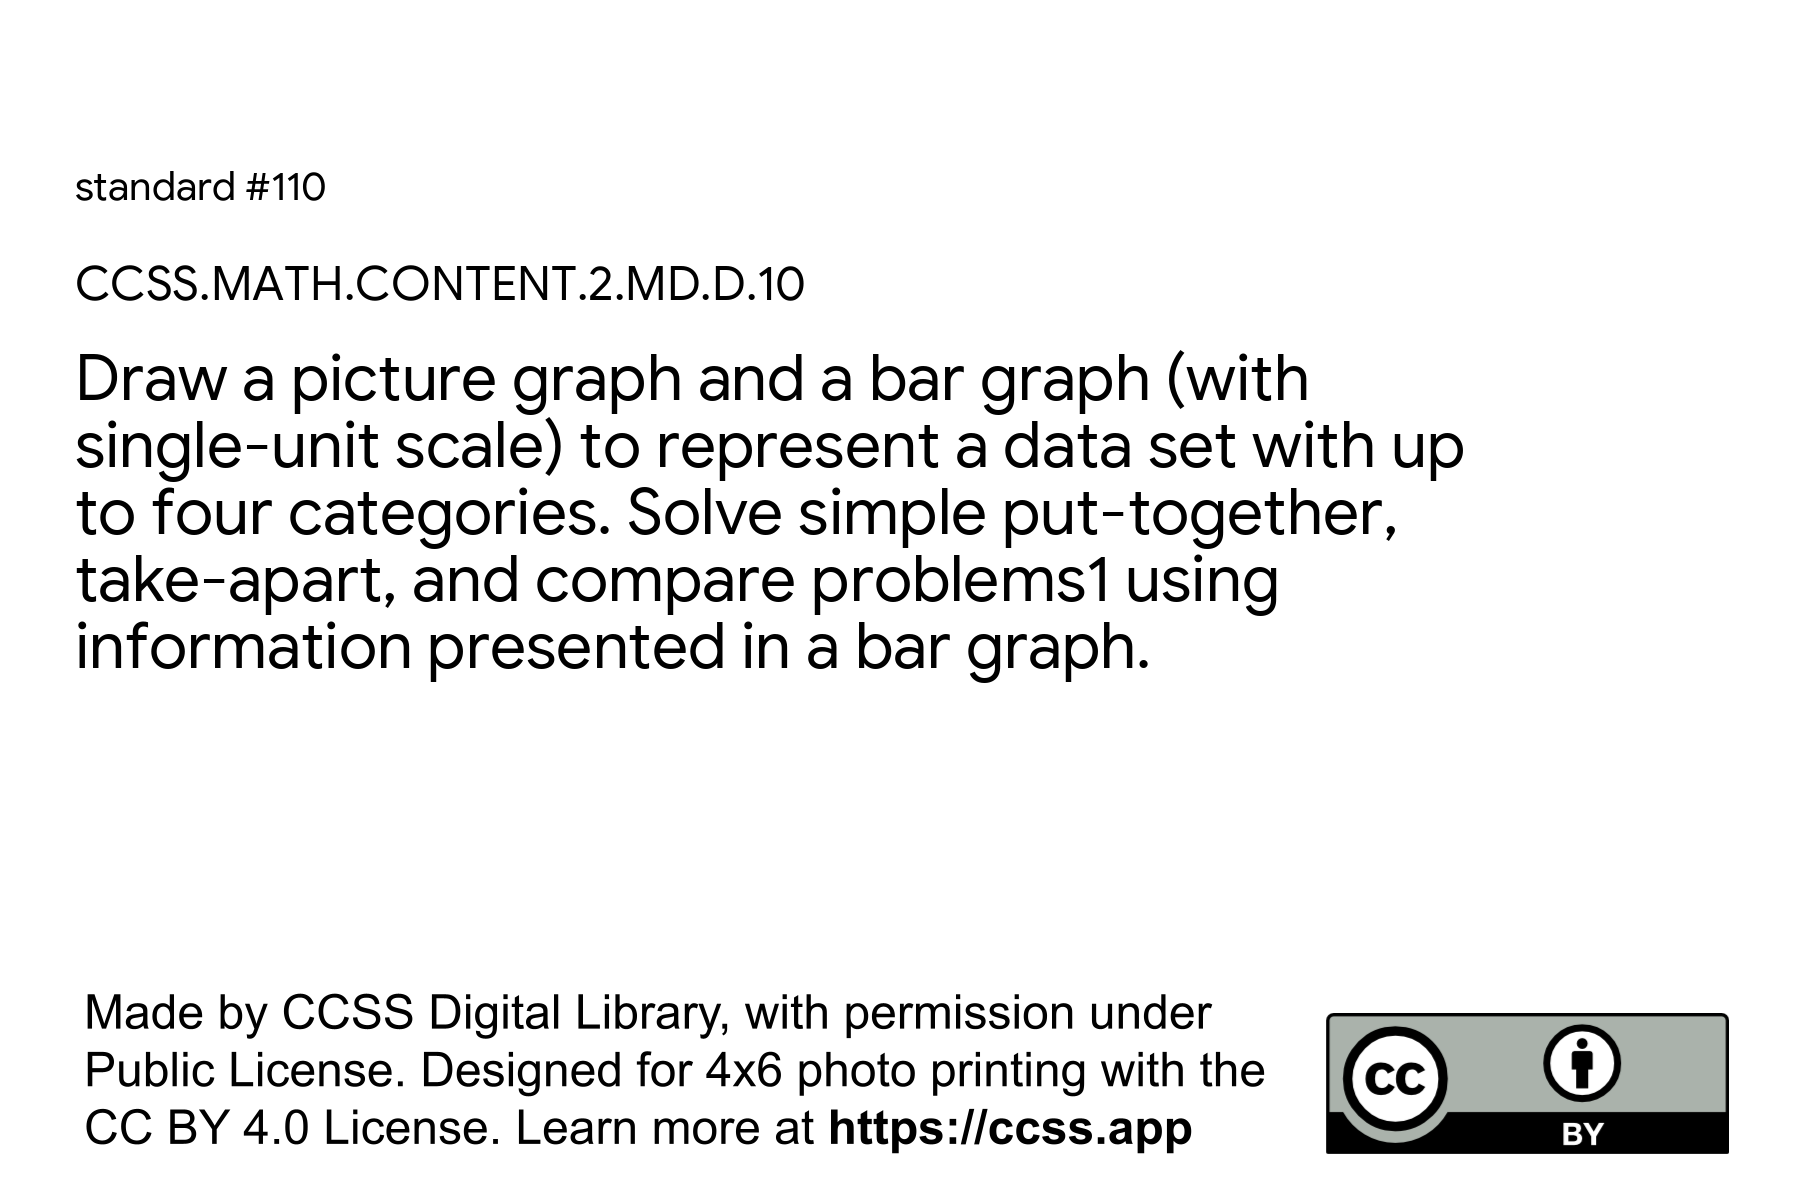 standard #110
CCSS.MATH.CONTENT.2.MD.D.10
Draw a picture graph and a bar graph (with
single-unit scale) to represent a data set with up
to four categories. Solve simple put-together,
take-apart, and compare problems1 using
information presented in a bar graph.
Made by CCSS Digital Library, with permission under
Public License. Designed for 4x6 photo printing with the
CC BY 4.0 License. Learn more at https://ccss.app
CC
BY